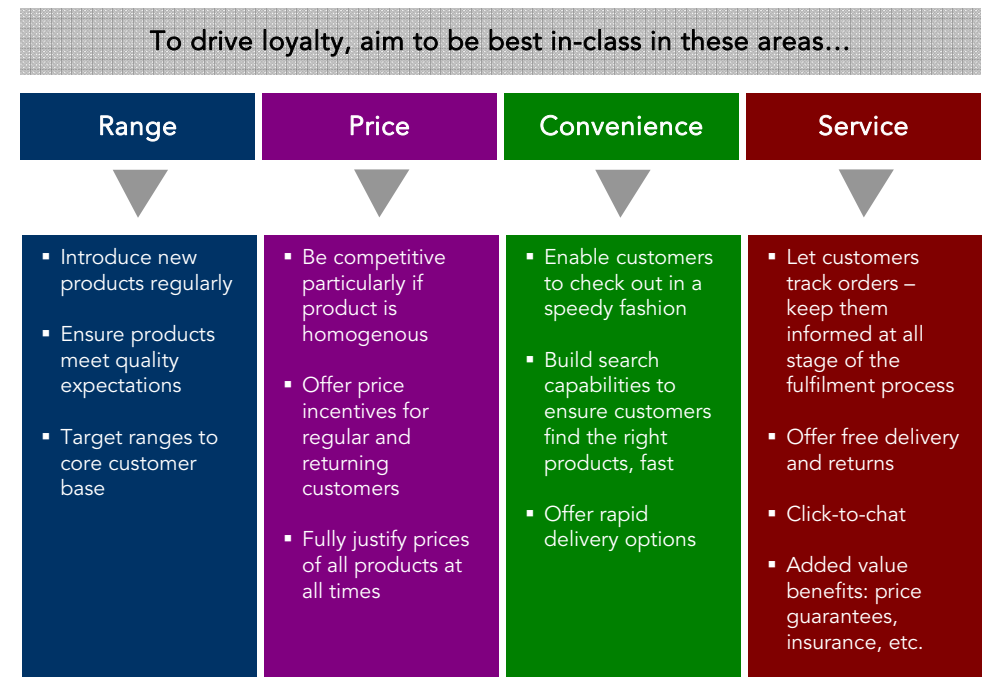 To drive loyalty, aim to be best in-class in these areas…
Range
Price
Convenience
Service
▪ Introduce new
products regularly
▪ Ensure products
meet quality
expectations
▪ Target ranges to
core customer
base
▪ Be competitive
particularly if
product is
homogenous
▪ Offer price
incentives for
regular and
returning
customers
▪ Fully justify prices
of all products at
all times
▪ Enable customers
to check out in a
speedy fashion
▪ Build search
capabilities to
ensure customers
find the right
products, fast
▪ Offer rapid
delivery options
▪ Let customers
track orders –
keep them
informed at all
stage of the
fulfilment process
▪ Offer free delivery
and returns
▪ Click-to-chat
▪ Added value
benefits: price
guarantees,
insurance, etc.